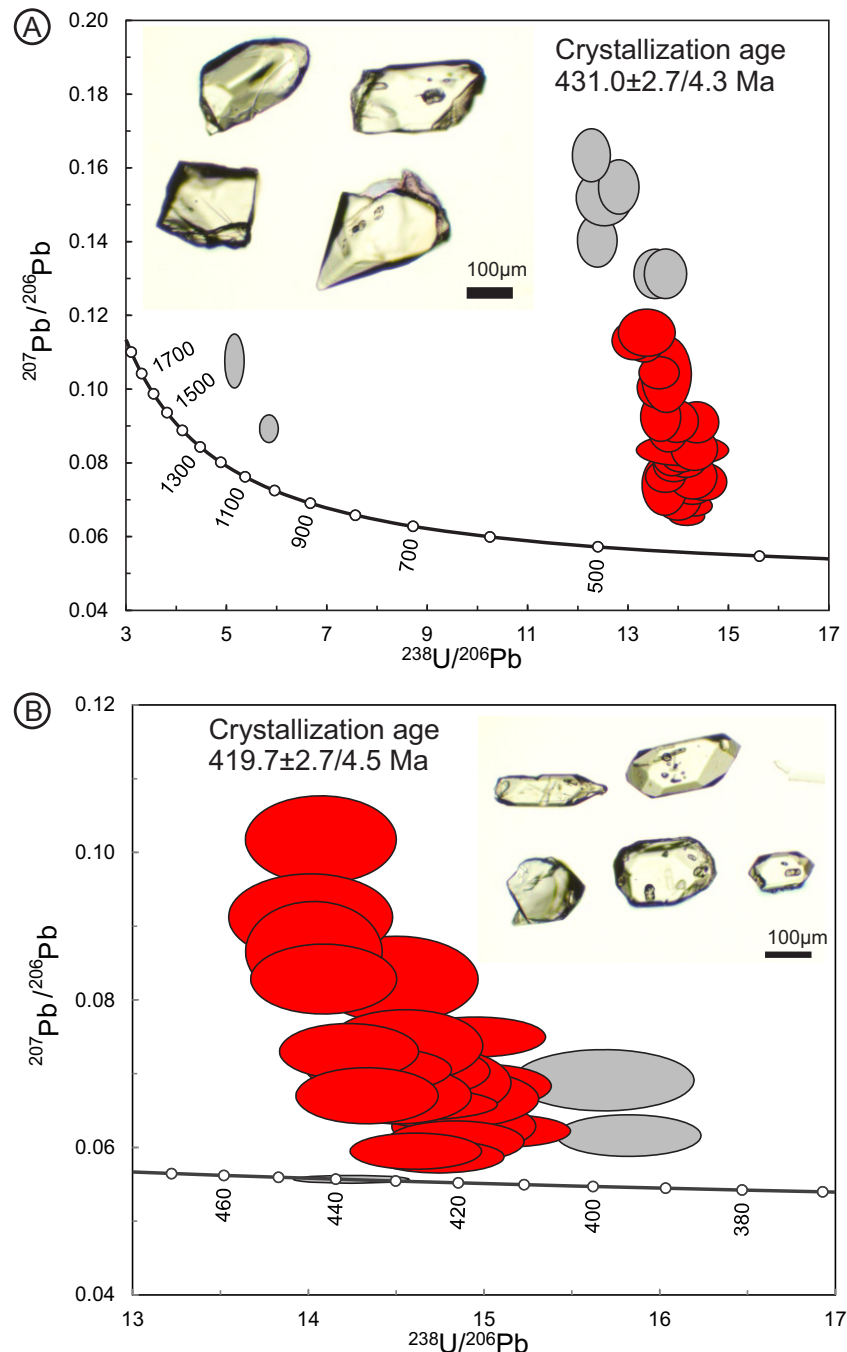 A
0.20
0.18
0.16
0.14
0.12
0.10
0.08
0.06
0.04
207Pb/206Pb
Crystallization age
431.0±2.7/4.3 Ma
100µm
1700
1500
1300
1100
900
700
500
3 5 7 9 11 13 15 17
238U/206Pb
B
0.12
0.10
0.08
0.06
0.04
207Pb/206Pb
Crystallization age
419.7±2.7/4.5 Ma
100µm
460
440
420
400
380
13 14 15 16 17
238U/206Pb